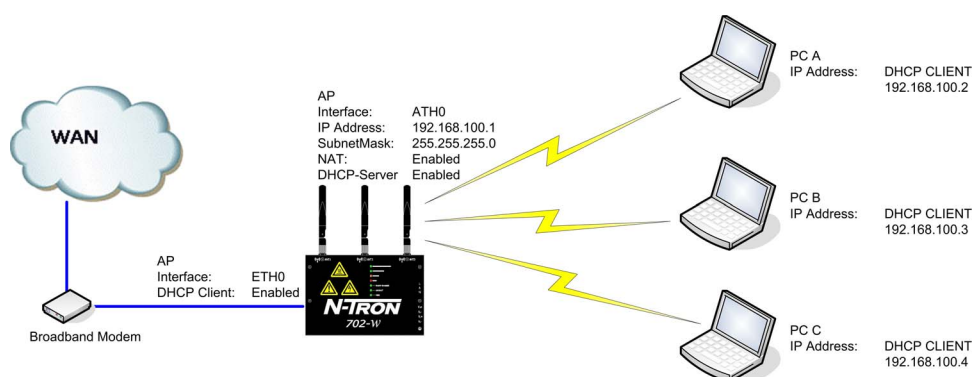 WAN
AP
Interface: ATH0
IP Address: 192.168.100.1
SubnetMask: 255.255.255.0
NAT: Enabled
DHCP-Server Enabled
PC A
IP Address: DHCP CLIENT
192.168.100.2
PC B
IP Address: DHCP CLIENT
192.168.100.3
AP
Interface: ETH0
DHCP Client: Enabled
Broadband Modem
N-TRON
702-W
PC C
IP Address: DHCP CLIENT
192.168.100.4